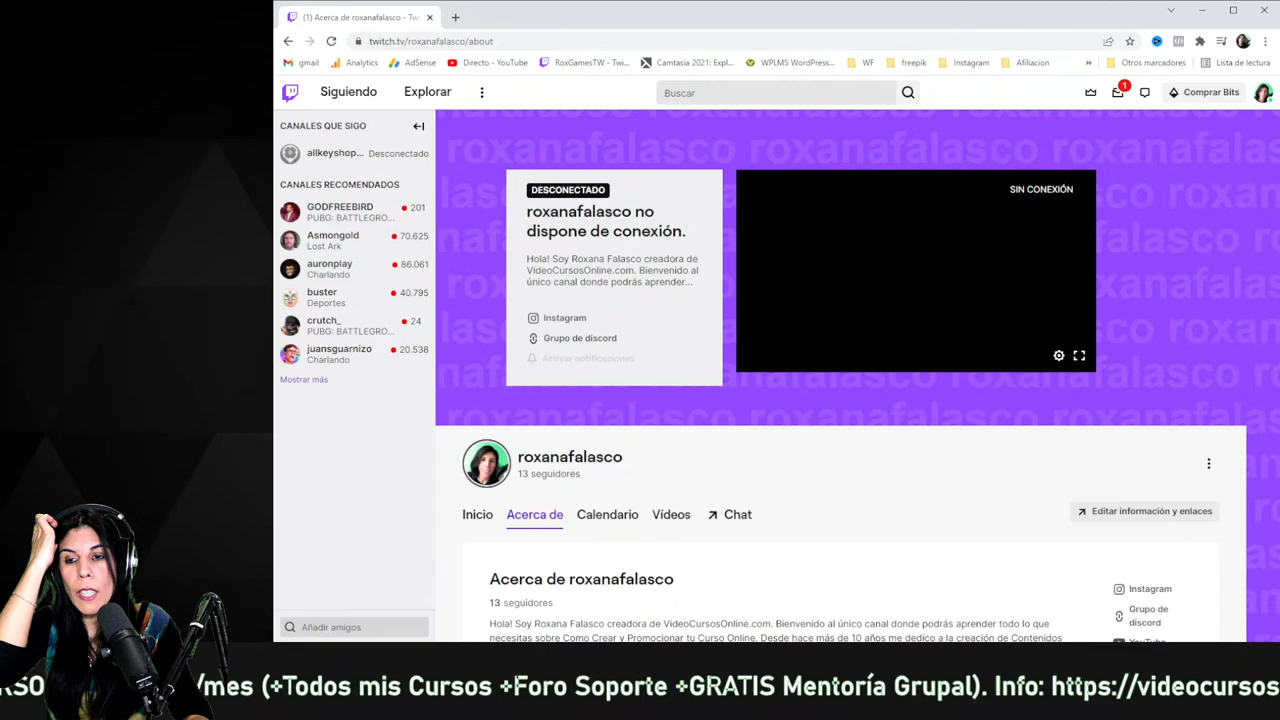 (1) Acerca de roxanafalasco - Twi
twitch.tv/roxanafalasco/about
gmail
Analytics
AdSense
Directo - YouTube
RoxGamesTW - Twi...
Camtasia 2021: Expl...
WPLMS WordPress...
WF
freepik
Instagram
Afiliacion
»
Otros marcadores
Lista de lectura
Siguiendo
Explorar
Buscar
1
Comprar Bits
CANALES QUE SIGO
allkeyshop... Desconectado
CANALES RECOMENDADOS
GODFREEBIRD 201
PUBG: BATTLEGRO...
Asmongold 70.625
Lost Ark
auronplay 86.061
Charlando
buster 40.795
Deportes
crutch_ 24
PUBG: BATTLEGRO...
juansguarnizo 20.538
Charlando
Mostrar más
Añadir amigos
roxanafalasco roxanafalasco roxanafalasco
DESCONECTADO
roxanafalasco no
dispone de conexión.
Hola! Soy Roxana Falasco creadora de
VideoCursosOnline.com. Bienvenido al
único canal donde podrás aprender...
Instagram
Grupo de discord
Activar notificaciones
SIN CONEXIÓN
roxanafalasco
13 seguidores
Inicio
Acerca de
Calendario
Vídeos
Chat
Editar información y enlaces
Acerca de roxanafalasco
13 seguidores
Hola! Soy Roxana Falasco creadora de VideoCursosOnline.com. Bienvenido al único canal donde podrás aprender todo lo que
necesitas sobre Como Crear y Promocionar tu Curso Online. Desde hace más de 10 años me dedico a la creación de Contenidos
Instagram
Grupo de
discord
YouTube
/mes (+Todos mis Cursos +Foro Soporte +GRATIS Mentoría Grupal). Info: https://videocursos